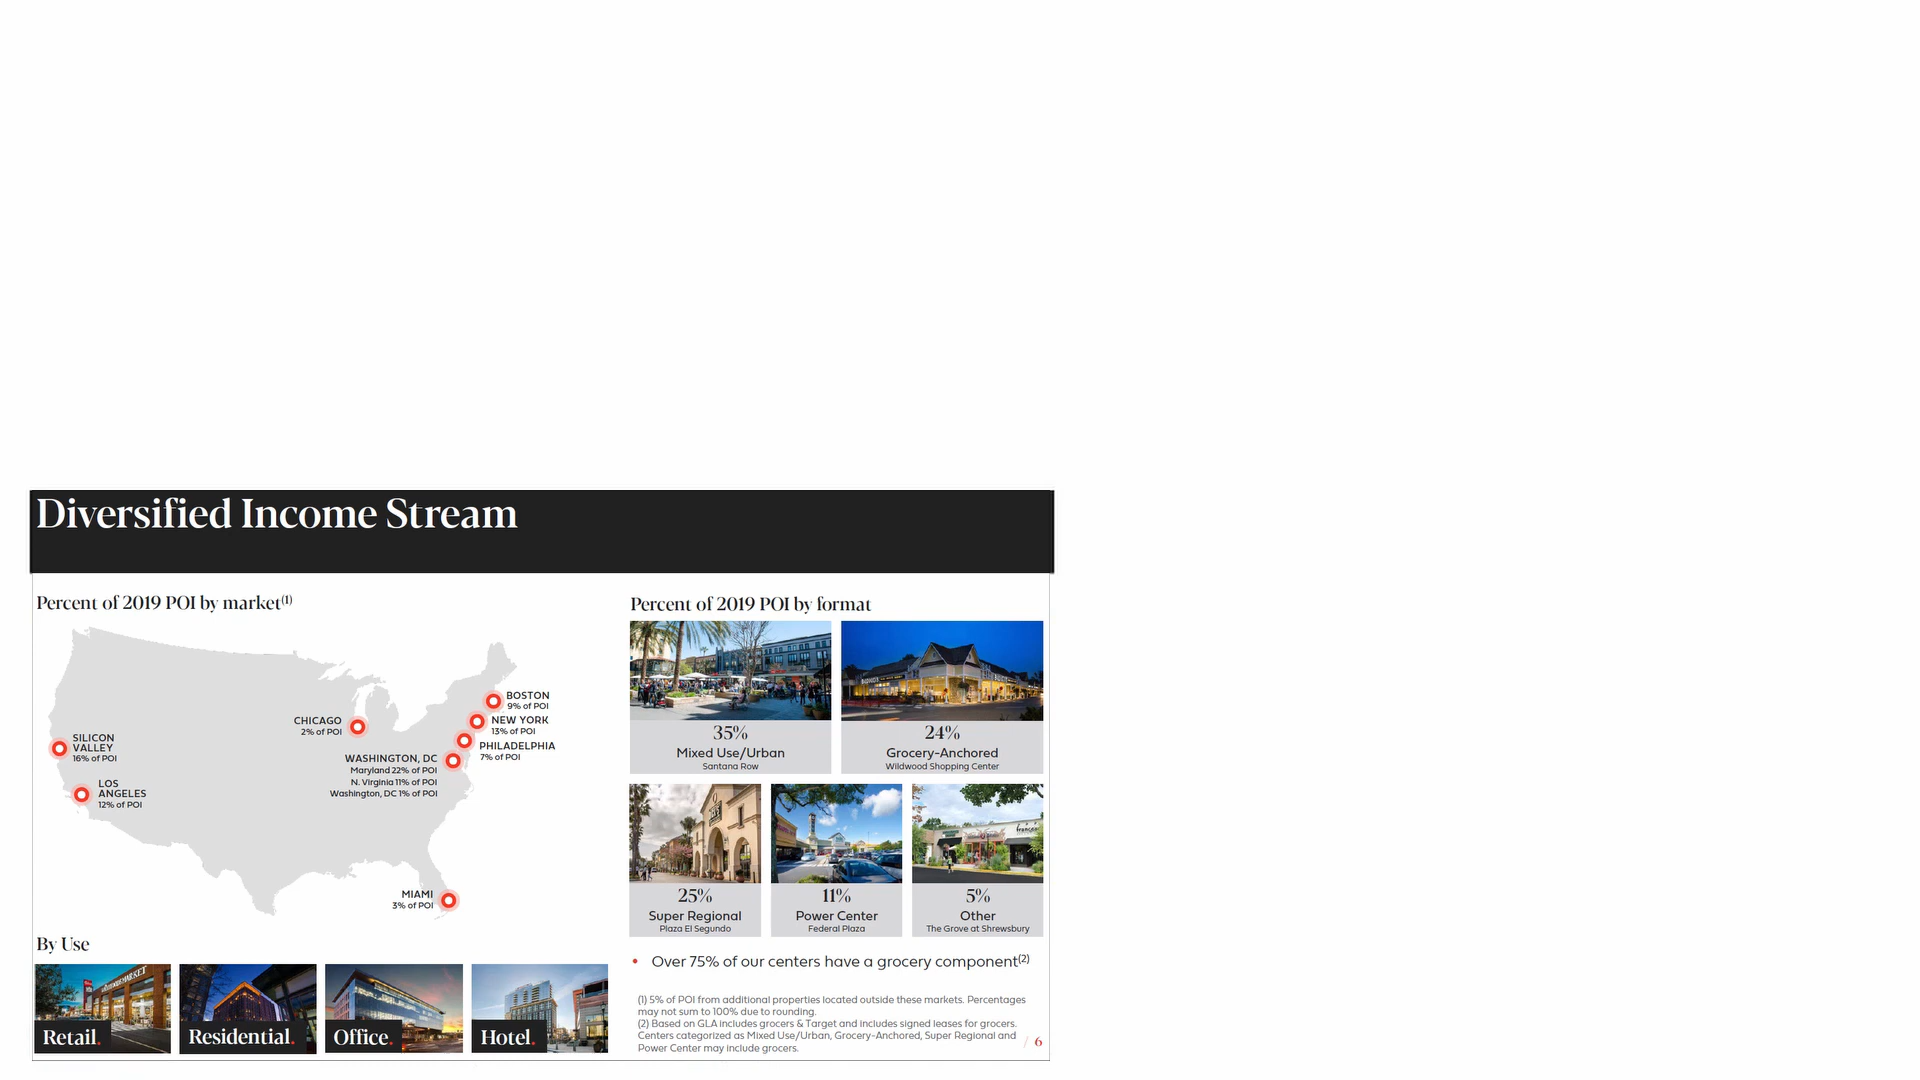 Diversified Income Stream
Percent of 2019 POI by market(1)
BOSTON
9% of POI
CHICAGO
2% of POI
NEW YORK
13% of POI
SILICON
VALLEY
16% of POI
PHILADELPHIA
7% of POI
WASHINGTON, DC
Maryland 22% of POI
N. Virginia 11% of POI
Washington, DC 1% of POI
LOS
ANGELES
12% of POI
MIAMI
3% of POI
By Use
Retail.
Residential.
Office.
Hotel.
Percent of 2019 POI by format
35%
Mixed Use/Urban
Santana Row
24%
Grocery-Anchored
Wildwood Shopping Center
25%
Super Regional
Plaza El Segundo
11%
Power Center
Federal Plaza
5%
Other
The Grove at Shrewsbury
• Over 75% of our centers have a grocery component(2)
(1) 5% of POI from additional properties located outside these markets. Percentages
may not sum to 100% due to rounding.
(2) Based on GLA includes grocers & Target and includes signed leases for grocers.
Centers categorized as Mixed Use/Urban, Grocery-Anchored, Super Regional and
Power Center may include grocers.
/ 6